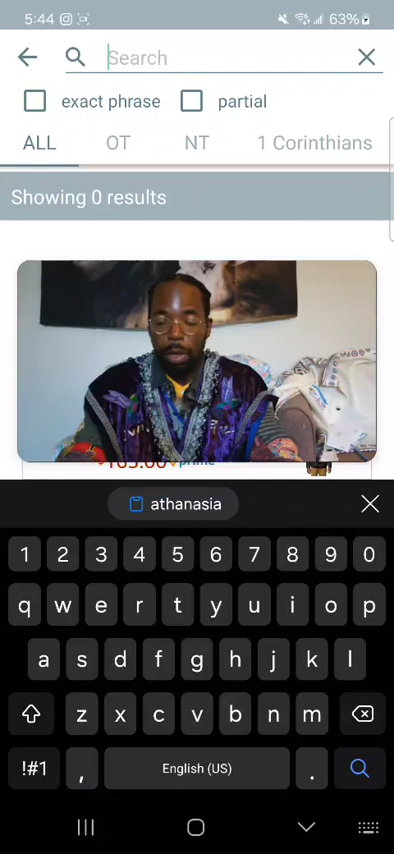 5:44 63%
Search
exact phrase partial
ALL OT NT 1 Corinthians
Showing 0 results
prime
athanasia
1 2 3 4 5 6 7 8 9 0
q w e r t y u i o p
a s d f g h j k l
z x c v b n m
!#1 , English (US) .